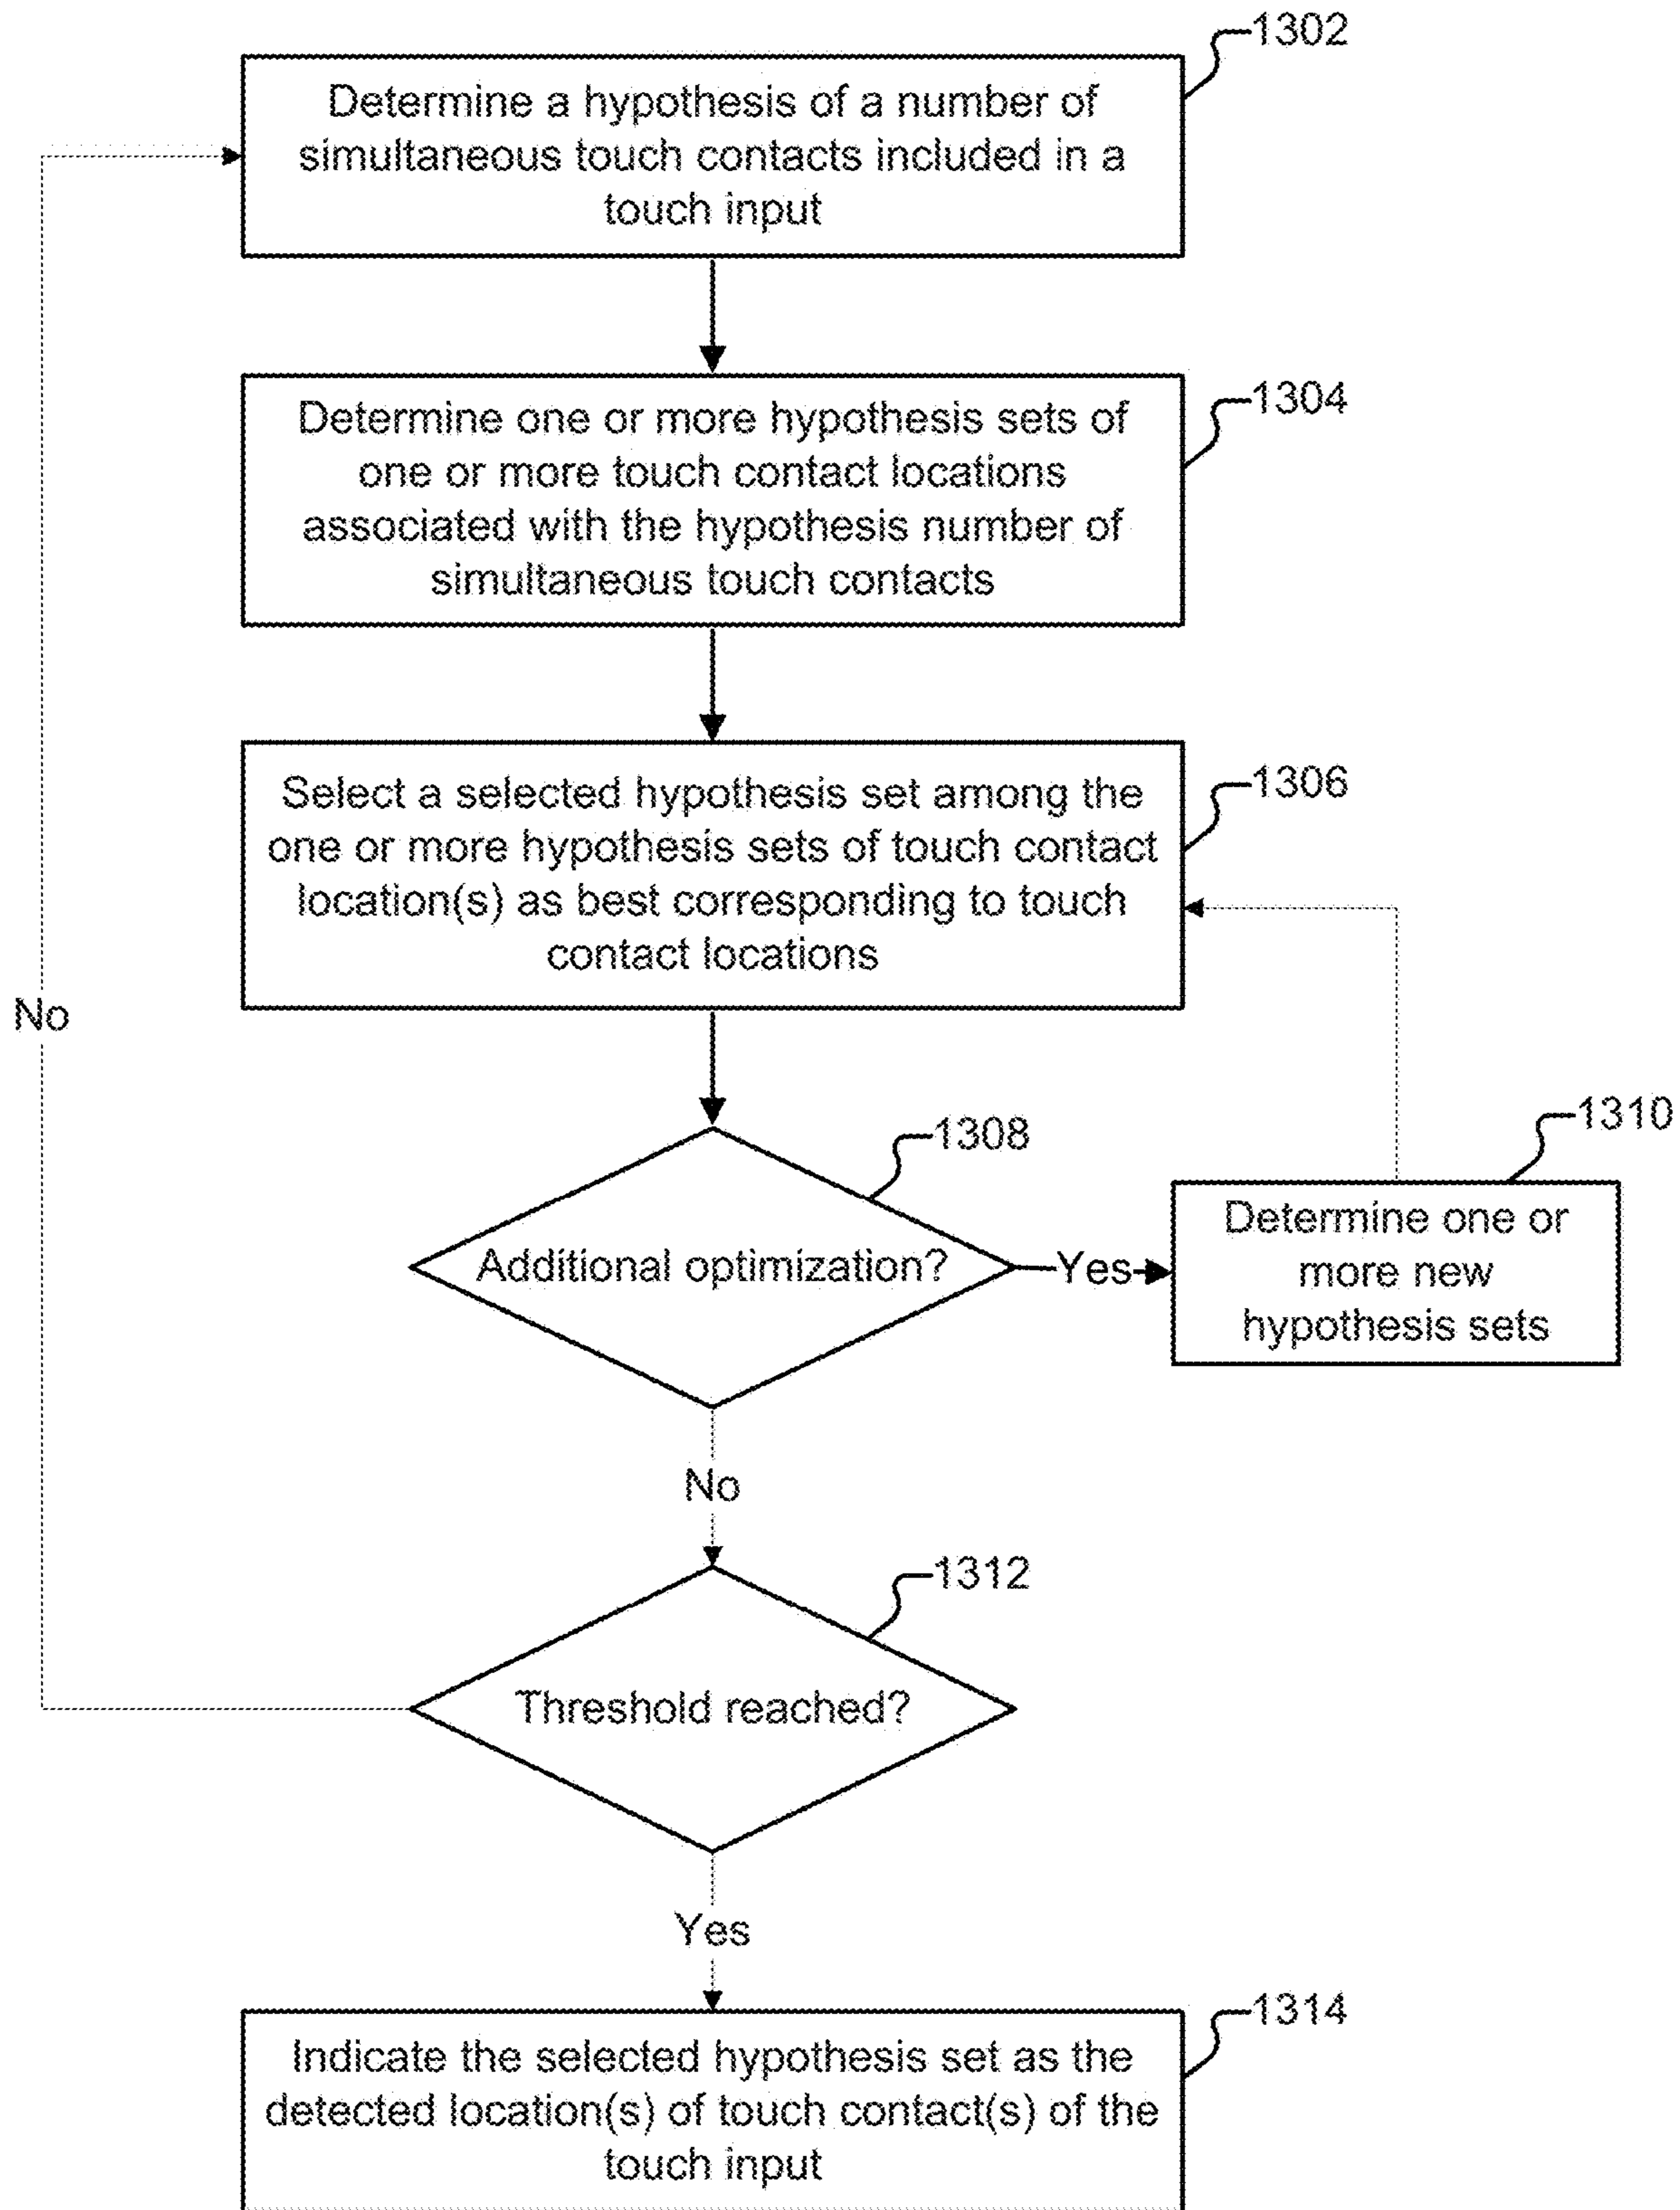 1302
Determine a hypothesis of a number of
simultaneous touch contacts included in a
touch input
1304
Determine one or more hypothesis sets of
one or more touch contact locations
associated with the hypothesis number of
simultaneous touch contacts
1306
Select a selected hypothesis set among the
one or more hypothesis sets of touch contact
location(s) as best corresponding to touch
contact locations
No
1308
Additional optimization?
Yes
1310
Determine one or
more new
hypothesis sets
No
1312
Threshold reached?
Yes
1314
Indicate the selected hypothesis set as the
detected location(s) of touch contact(s) of the
touch input